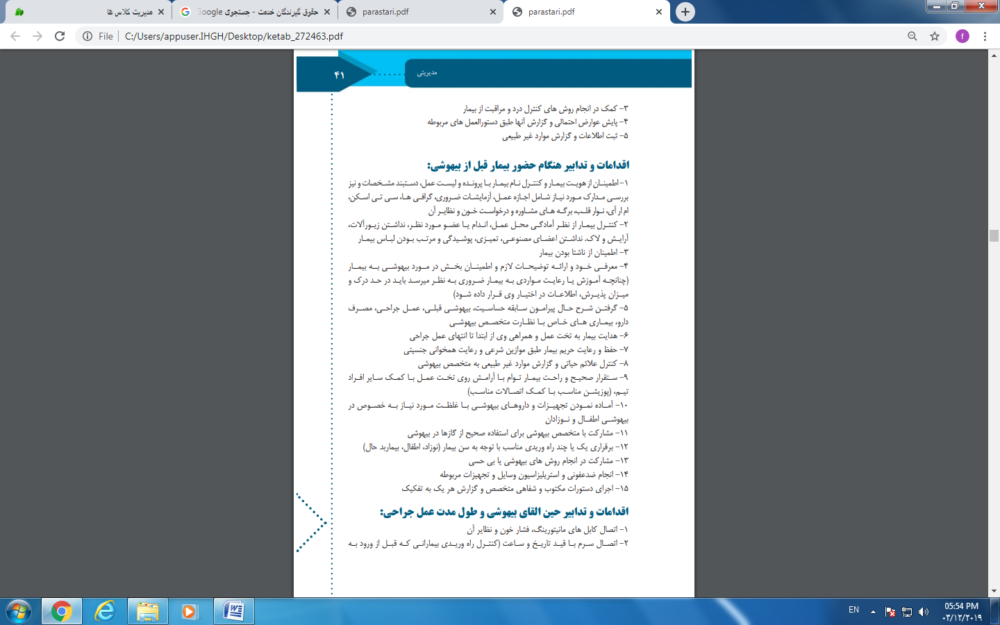 مدیریت کلاس ها
حقوق گیرندگان خدمت - جستجوی Google
parastari.pdf
parastari.pdf
File
C:/Users/appuser.IHGH/Desktop/ketab_272463.pdf
f
۴۱
مدیریتی
۳- کمک در انجام روش های کنترل درد و مراقبت از بیمار
۴- پایش عوارض احتمالی و گزارش آنها طبق دستورالعمل های مربوطه
۵- ثبت اطلاعات و گزارش موارد غیر طبیعی
اقدامات و تدابیر هنگام حضور بیمار قبل از بیهوشی:
۱- اطمینان از هویت بیمار و کنترل نام بیمار با پرونده و لیست عمل، دستبند مشخصات و نیز
بررسی مدارک مورد نیاز شامل اجازه عمل، آزمایشات ضروری، گرافی ها، سی تی اسکن،
ام ار آی، نوار قلب، برگه های مشاوره و درخواست خون و نظایر آن
۲- کنترل بیمار از نظر آمادگی محل عمل، اندام یا عضو مورد نظر، نداشتن زیورآلات،
آرایش و لاک. نداشتن اعضای مصنوعی، تمیزی، پوشیدگی و مرتب بودن لباس بیمار
۳- اطمینان از ناشتا بودن بیمار
۴- معرفی خود و ارائه توضیحات لازم و اطمینان بخش در مورد بیهوشی به بیمار
(چنانچه آموزش یا رعایت مواردی به بیمار ضروری به نظر میرسد باید در حد درک و
میزان پذیرش، اطلاعات در اختیار وی قرار داده شود)
۵- گرفتن شرح حال پیرامون سابقه حساسیت، بیهوشی قبلی، عمل جراحی، مصرف
دارو، بیماری های خاص با نظارت متخصص بیهوشی
۶- هدایت بیمار به تخت عمل و همراهی وی از ابتدا تا انتهای عمل جراحی
۷- حفظ و رعایت حریم بیمار طبق موازین شرعی و رعایت همخوانی جنسیتی
۸- کنترل علائم حیاتی و گزارش موارد غیر طبیعی به متخصص بیهوشی
۹- ستقرار صحیح و راحت بیمار توام با آرامش روی تخت عمل با کمک سایر افراد
تیم، (پوزیشن مناسب با کمک اتصالات مناسب)
۱۰- آماده نمودن تجهیزات و داروهای بیهوشی با غلظت مورد نیاز به خصوص در
بیهوشی اطفال و نوزادان
۱۱- مشارکت با متخصص بیهوشی برای استفاده صحیح از گازها در بیهوشی
۱۲- برقراری یک یا چند راه وریدی مناسب با توجه به سن بیمار (نوزاد، اطفال، بیماربد حال)
۱۳- مشارکت در انجام روش های بیهوشی یا بی حسی
۱۴- انجام ضدعفونی و استریلیزاسیون وسایل و تجهیزات مربوطه
۱۵- اجرای دستورات مکتوب و شفاهی متخصص و گزارش هر یک به تفکیک
اقدامات و تدابیر حین القای بیهوشی و طول مدت عمل جراحی:
۱- اتصال کابل های مانیتورینگ، فشار خون و نظایر آن
۲- اتصال سرم با قید تاریخ و ساعت (کنترل راه وریدی بیمارانی که قبل از ورود به
EN
05:54 PM
۰۳/۱۲/۲۰۱۹